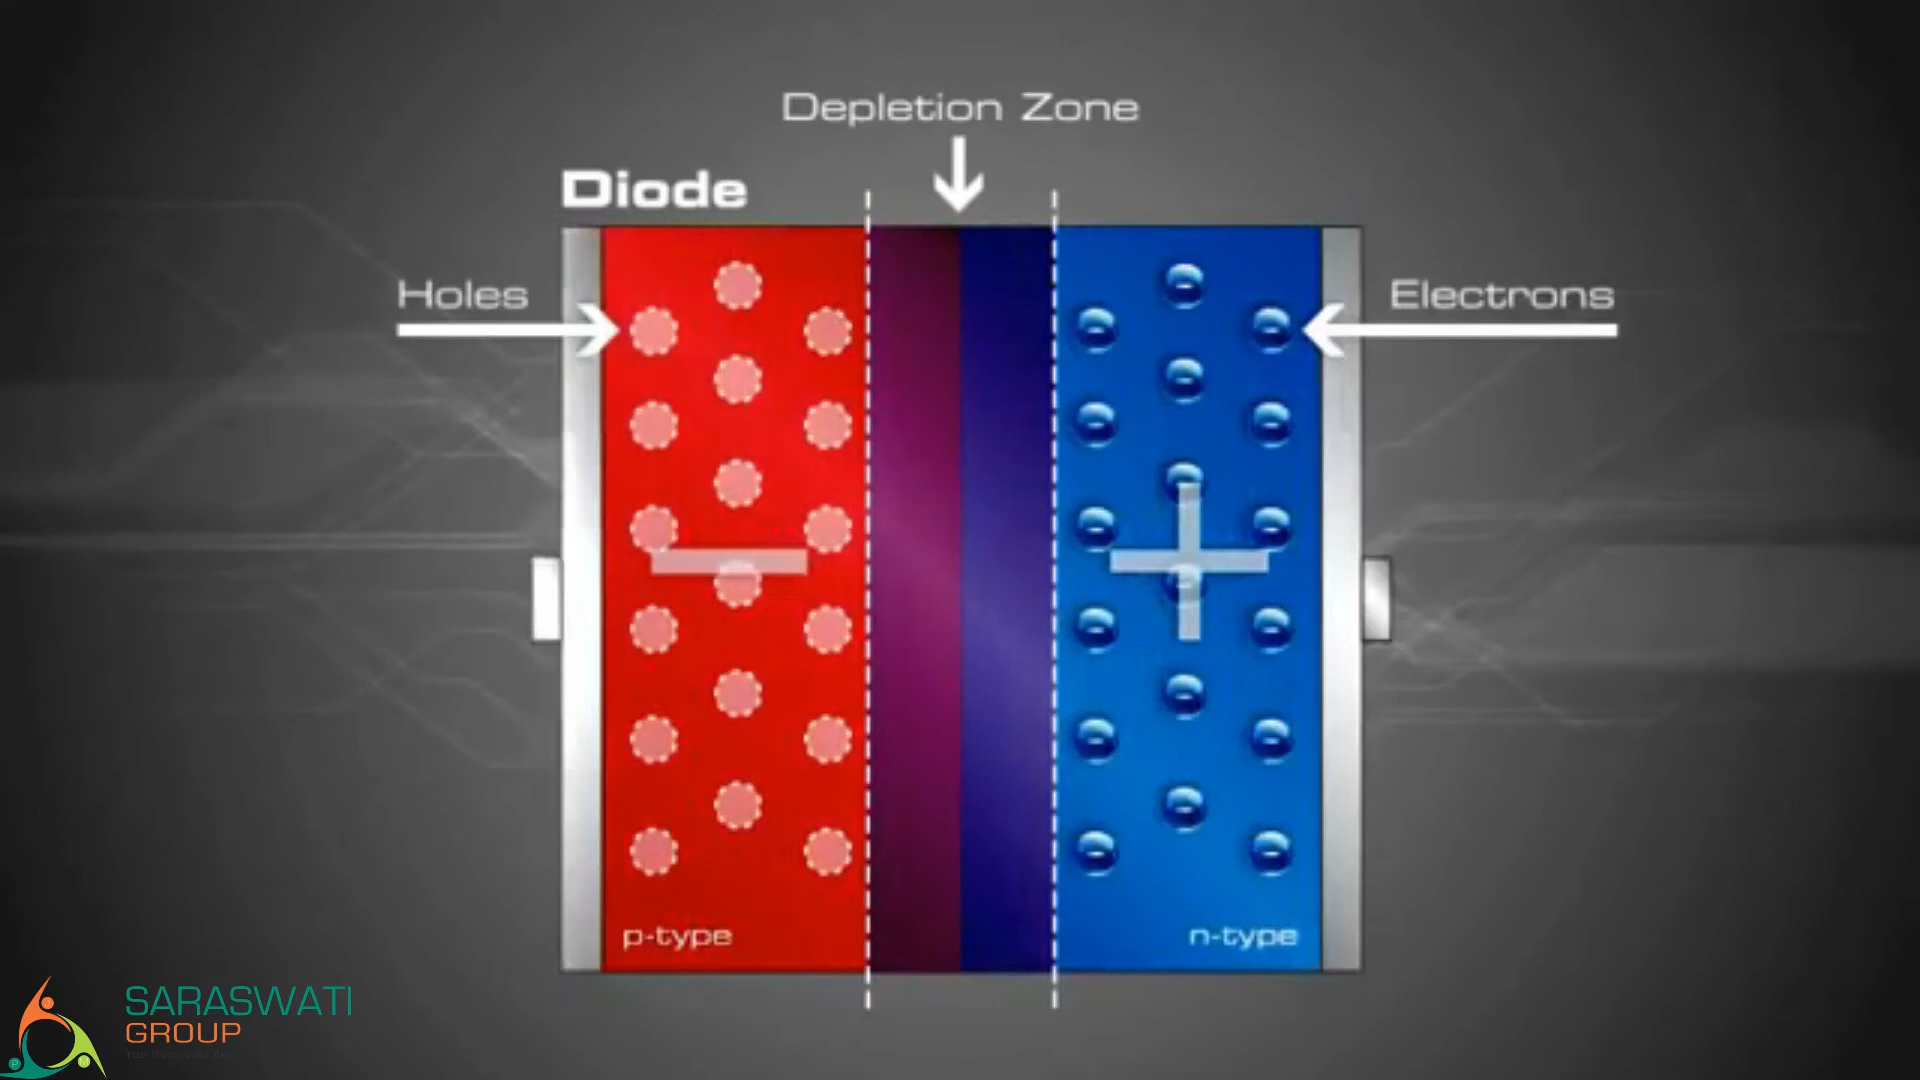 Depletion Zone
Diode
Holes
Electrons
p-type
n-type
SARASWATI
GROUP